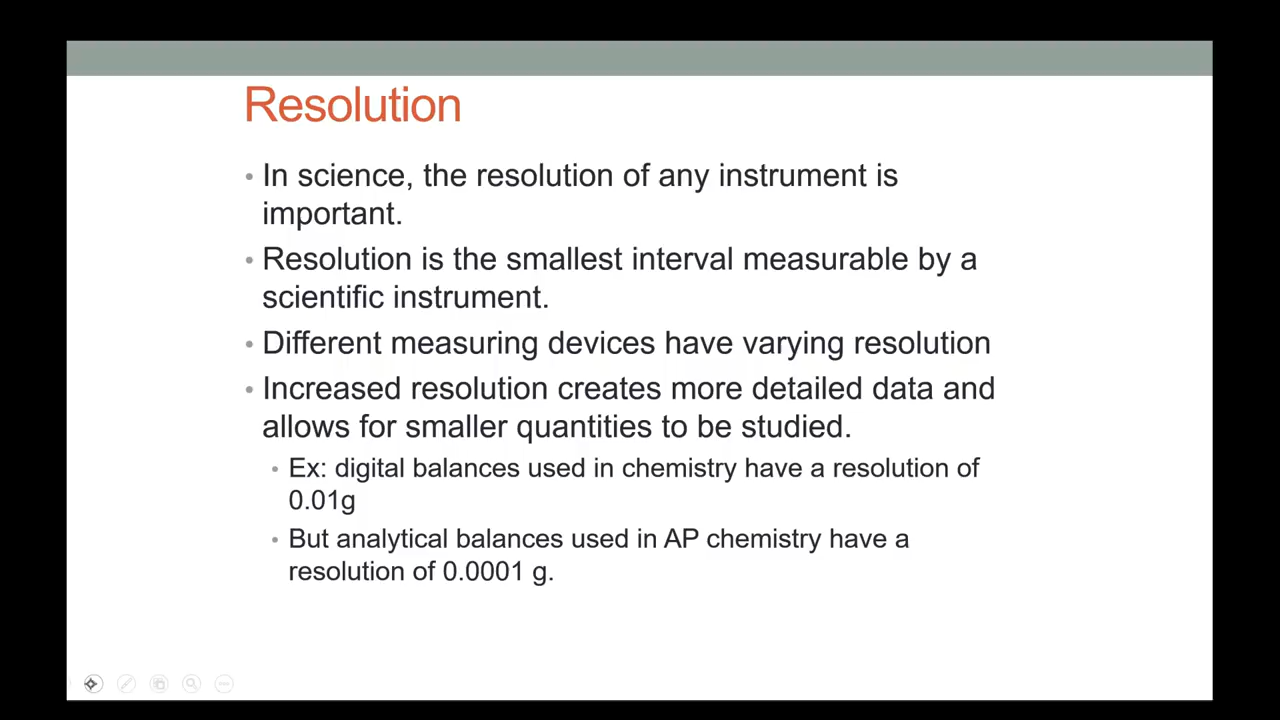 Resolution
• In science, the resolution of any instrument is
important.
• Resolution is the smallest interval measurable by a
scientific instrument.
• Different measuring devices have varying resolution
• Increased resolution creates more detailed data and
allows for smaller quantities to be studied.
• Ex: digital balances used in chemistry have a resolution of
0.01g
• But analytical balances used in AP chemistry have a
resolution of 0.0001 g.